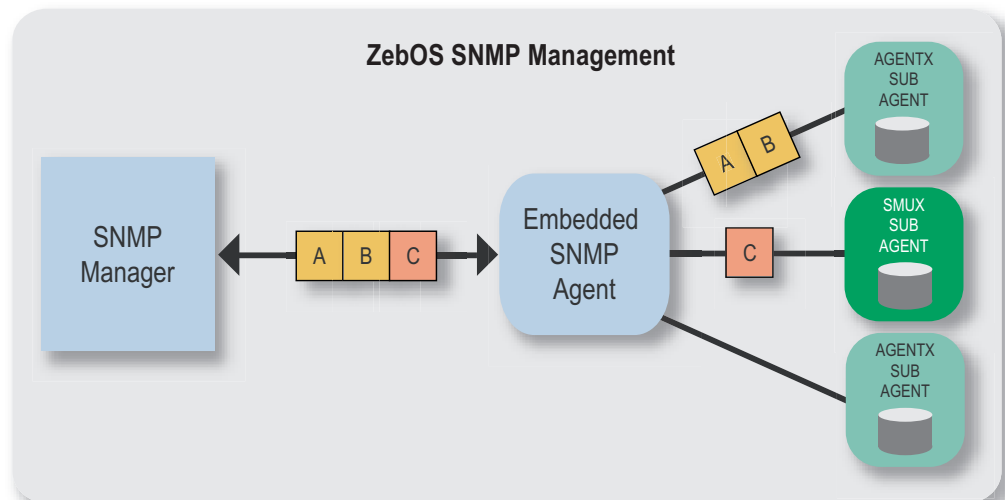 ZebOS SNMP Management
SNMP
Manager
A B C
Embedded
SNMP
Agent
A B
C
AGENTX
SUB
AGENT
SMUX
SUB
AGENT
AGENTX
SUB
AGENT